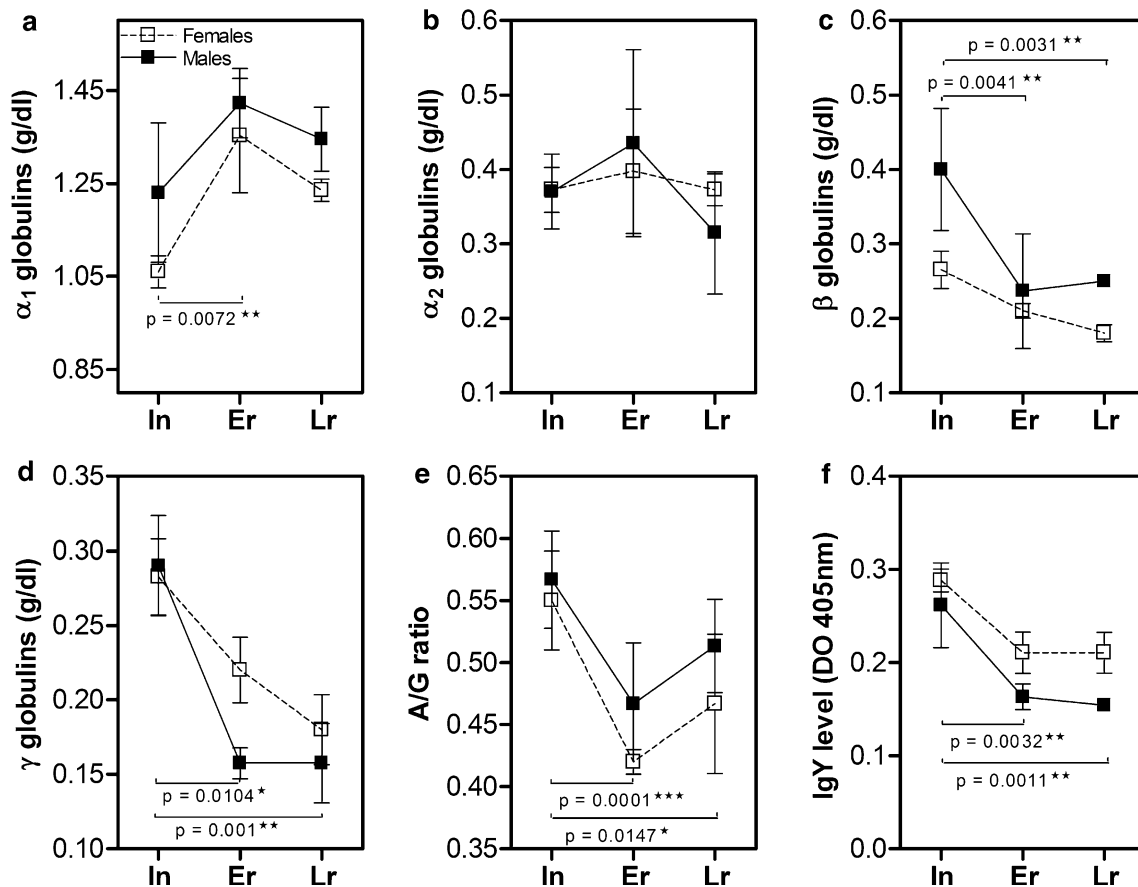 a
Females
Males
α1 globulins (g/dl)
1.45
1.25
1.05
0.85
p = 0.0072 ★★
In Er Lr
b
α2 globulins (g/dl)
0.6
0.5
0.4
0.3
0.2
0.1
In Er Lr
c
β globulins (g/dl)
0.6
0.5
0.4
0.3
0.2
0.1
p = 0.0031 ★★
p = 0.0041 ★★
In Er Lr
d
γ globulins (g/dl)
0.35
0.30
0.25
0.20
0.15
0.10
p = 0.0104 ★
p = 0.001 ★★
In Er Lr
e
A/G ratio
0.65
0.60
0.55
0.50
0.45
0.40
0.35
p = 0.0001 ★★★
p = 0.0147 ★
In Er Lr
f
IgY level (DO 405nm)
0.4
0.3
0.2
0.1
0.0
p = 0.0032 ★★
p = 0.0011 ★★
In Er Lr